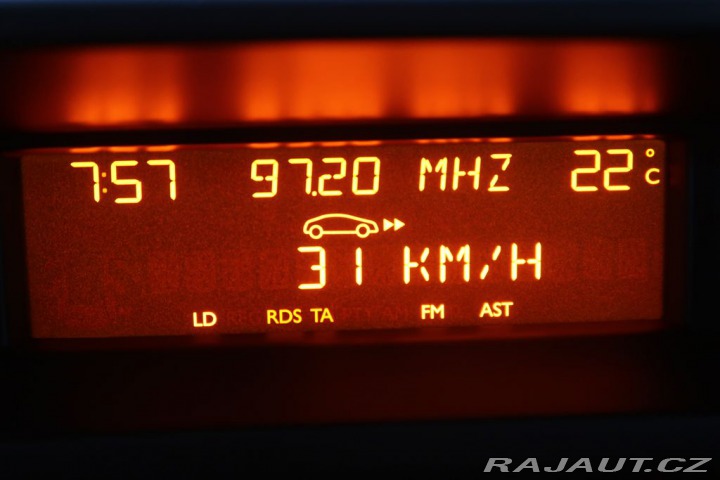 7:57 97.20 MHZ 22°C
31 KM/H
LD RDS TA FM AST
RAJAUT.CZ